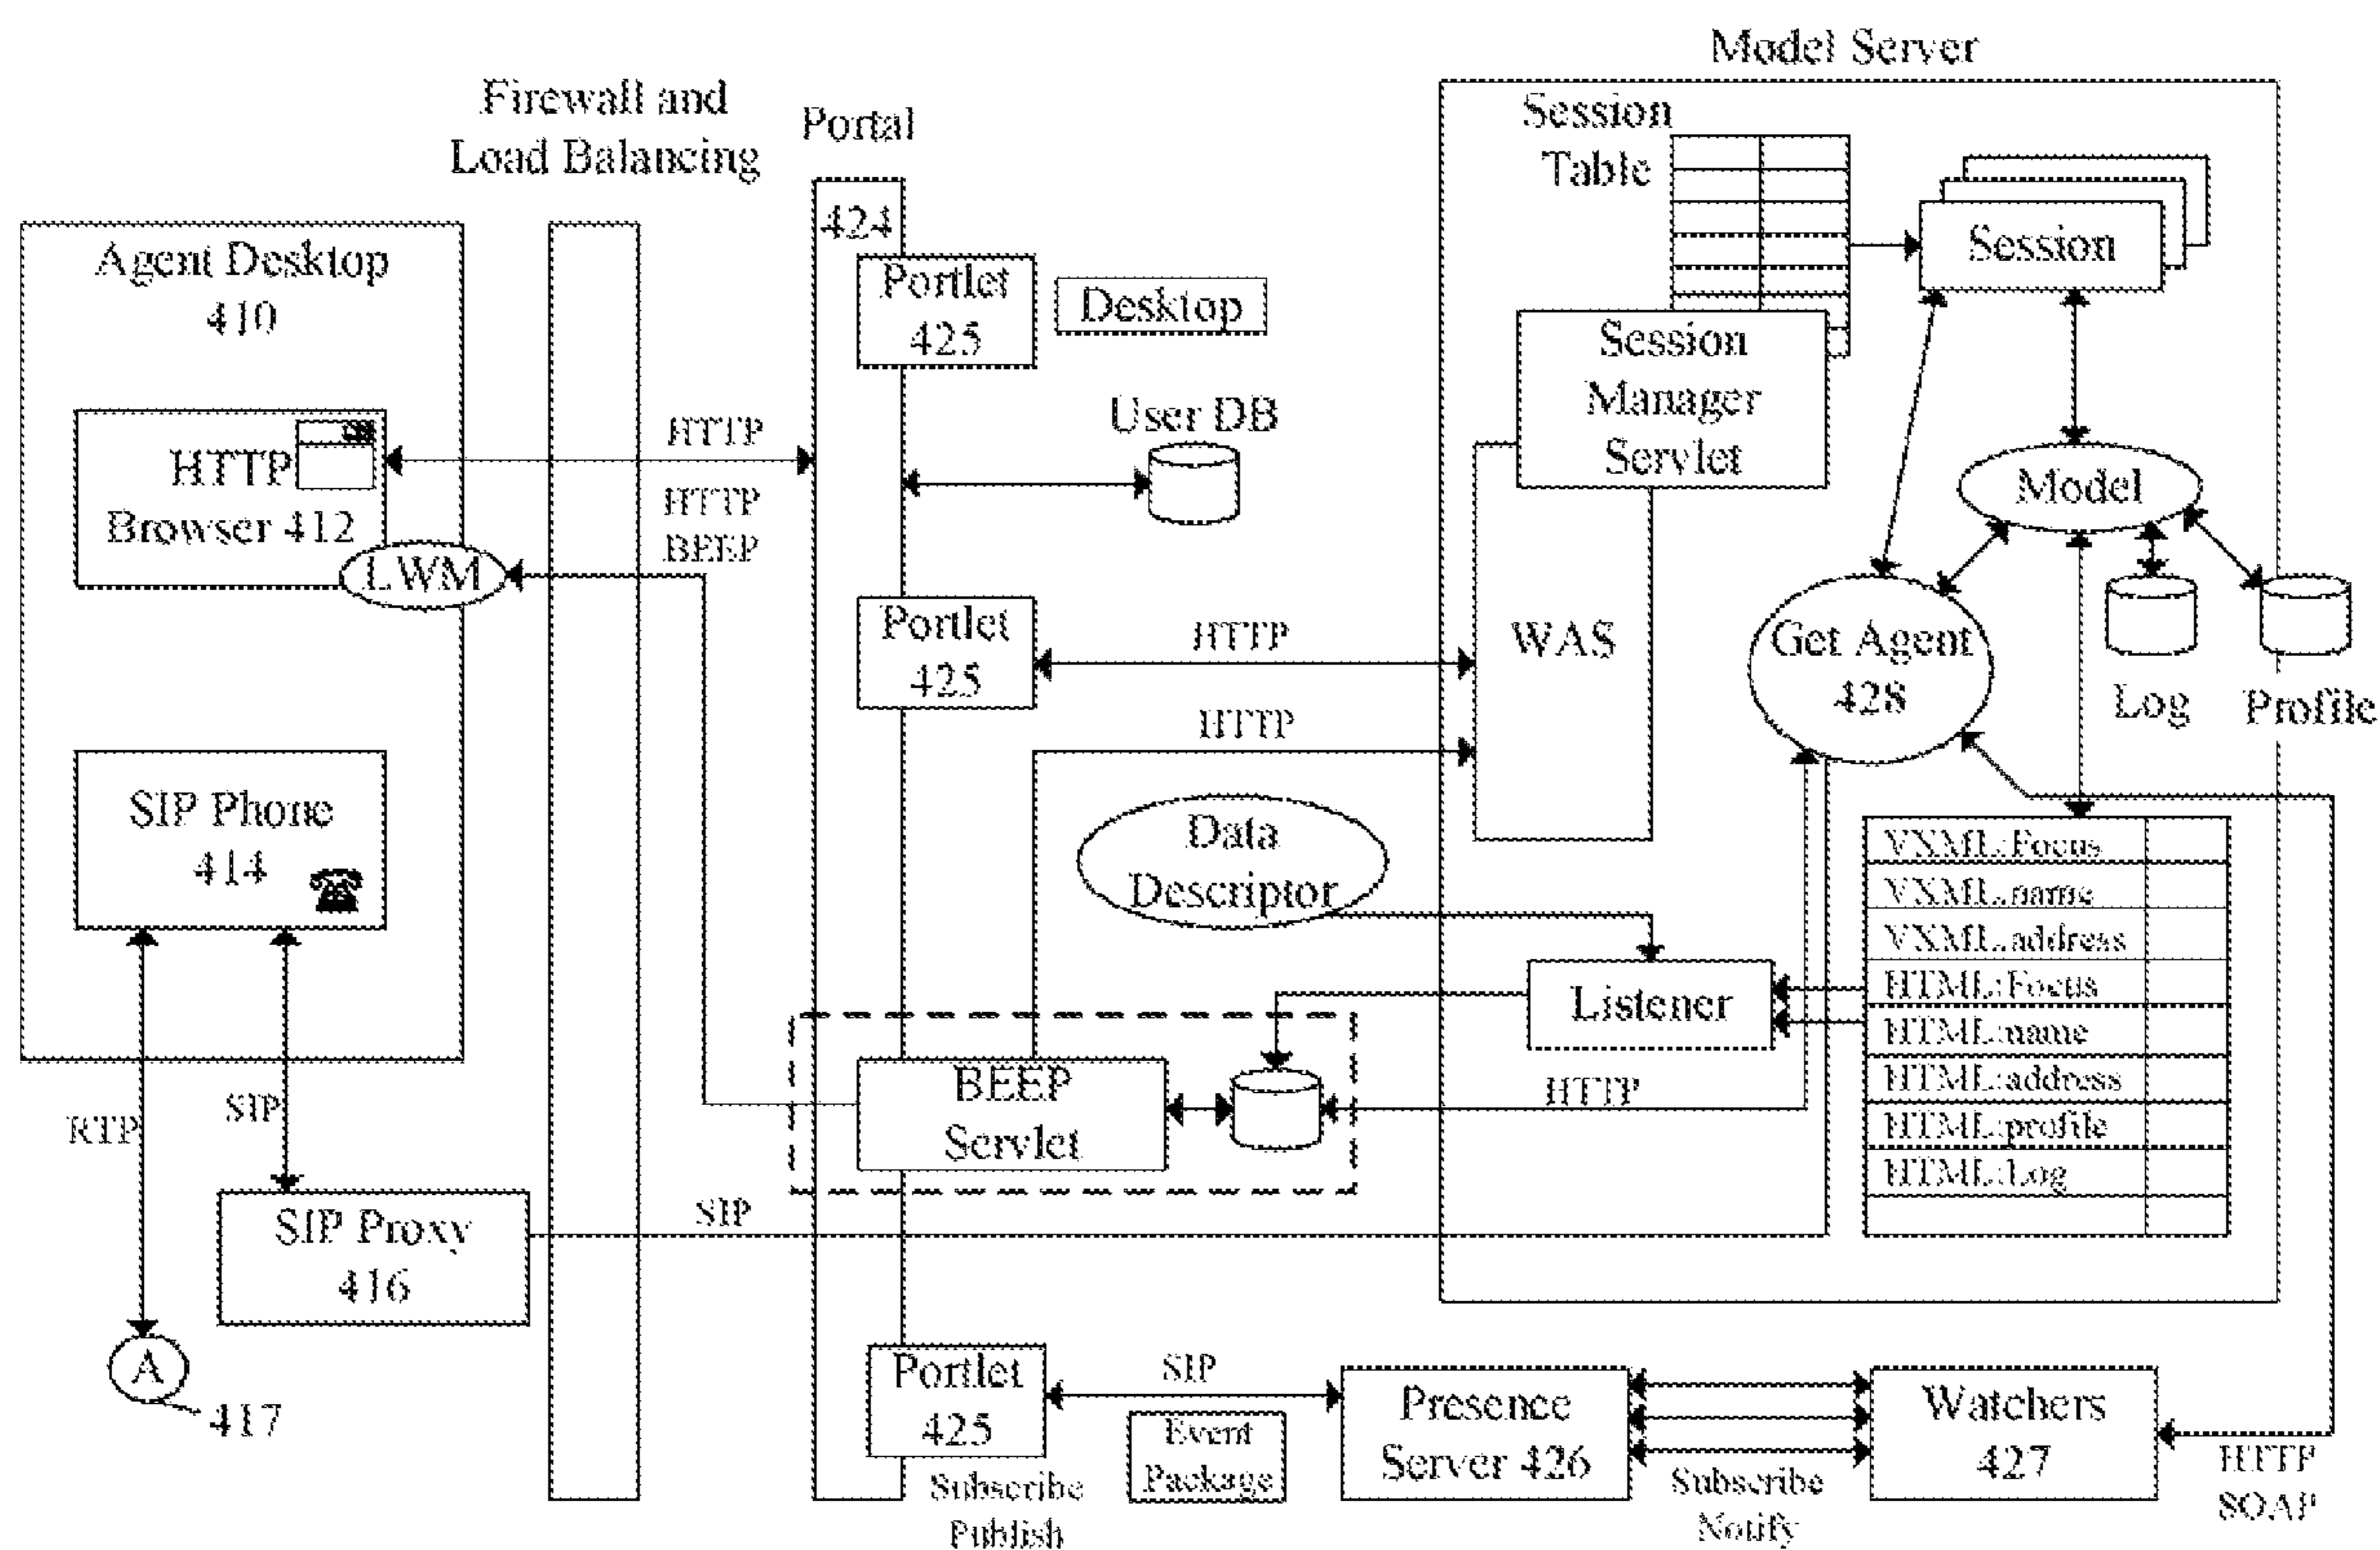 Model Server
Firewall and
Load Balancing
Portal
424
Session
Table
Session
Agent Desktop
410
Portlet
425
Desktop
Session
Manager
Servlet
HTTP
Browser 412
LWM
HTTP
HTTP
BEEP
User DB
Model
Portlet
425
HTTP
WAS
Get Agent
428
Log
Profile
HTTP
SIP Phone
414
Data
Descriptor
VXML:Focus
VXML.name
VXML.address
HTML:Focus
HTML:name
HTML:address
HTML:profile
HTML:Log
Listener
BEEP
Servlet
HTTP
RTP
SIP
SIP Proxy
416
SIP
A
417
Portlet
425
Subscribe
Publish
SIP
Event
Package
Presence
Server 426
Subscribe
Notify
Watchers
427
HTTP
SOAP